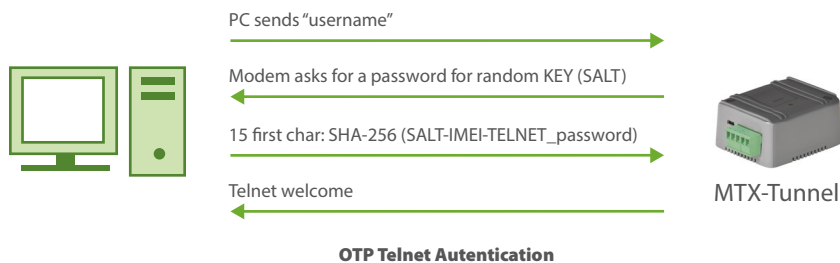 PC sends “username”
Modem asks for a password for random KEY (SALT)
15 first char: SHA-256 (SALT-IMEI-TELNET_password)
Telnet welcome
MTX-Tunnel
OTP Telnet Autentication